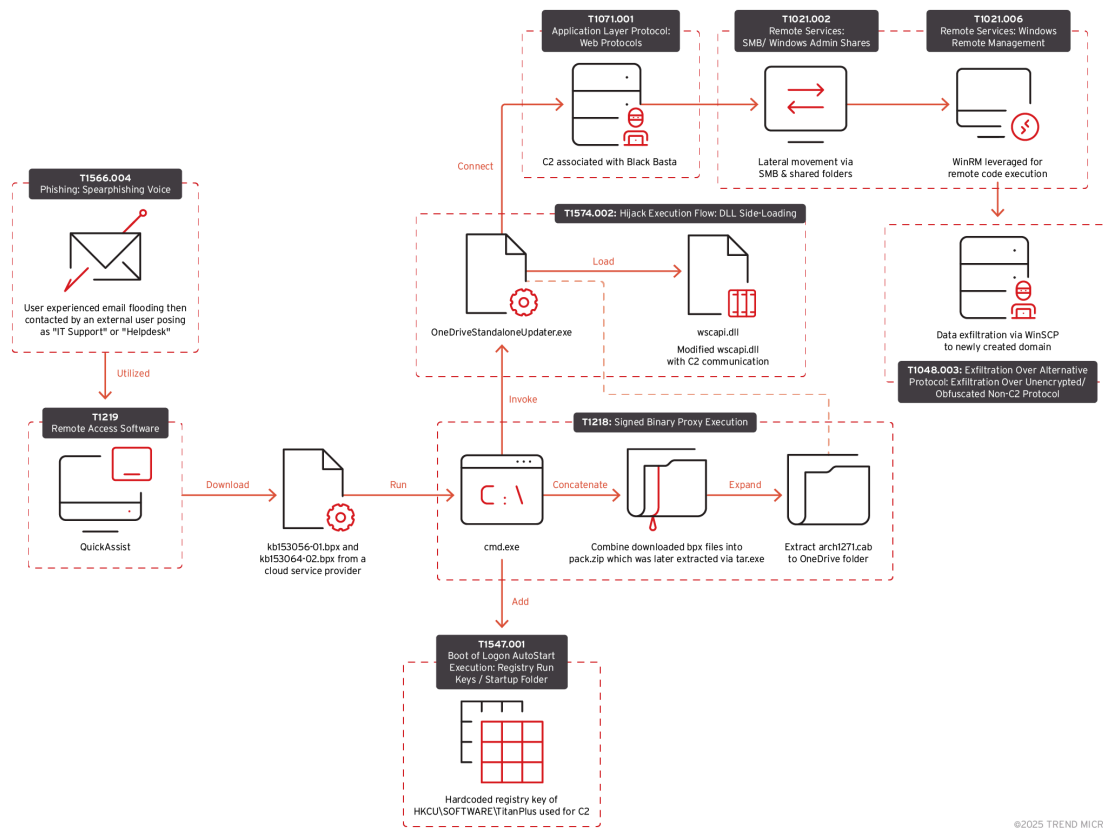 T1071.001
Application Layer Protocol:
Web Protocols
T1021.002
Remote Services:
SMB/ Windows Admin Shares
T1021.006
Remote Services: Windows
Remote Management
C2 associated with Black Basta
Lateral movement via
SMB & shared folders
WinRM leveraged for
remote code execution
Connect
T1566.004
Phishing: Spearphishing Voice
User experienced email flooding then
contacted by an external user posing
as "IT Support" or "Helpdesk"
T1574.002: Hijack Execution Flow: DLL Side-Loading
Load
OneDriveStandaloneUpdater.exe
wscapi.dll
Modified wscapi.dll
with C2 communication
Data exfiltration via WinSCP
to newly created domain
T1048.003: Exfiltration Over Alternative
Protocol: Exfiltration Over Unencrypted/
Obfuscated Non-C2 Protocol
Utilized
Invoke
T1219
Remote Access Software
QuickAssist
Download
kb153056-01.bpx and
kb153064-02.bpx from a
cloud service provider
Run
T1218: Signed Binary Proxy Execution
C:\
cmd.exe
Concatenate
Combine downloaded bpx files into
pack.zip which was later extracted via tar.exe
Expand
Extract arch1271.cab
to OneDrive folder
Add
T1547.001
Boot of Logon AutoStart
Execution: Registry Run
Keys / Startup Folder
Hardcoded registry key of
HKCU\SOFTWARE\TitanPlus used for C2
©2025 TREND MICR